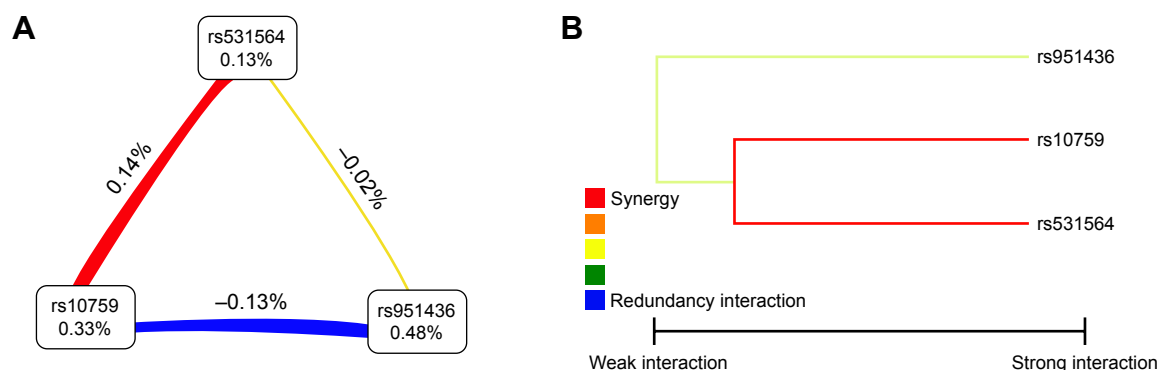 A
rs531564
0.13%
0.14%
–0.02%
rs10759
0.33%
–0.13%
rs951436
0.48%
B
rs951436
rs10759
rs531564
Synergy
Redundancy interaction
Weak interaction
Strong interaction